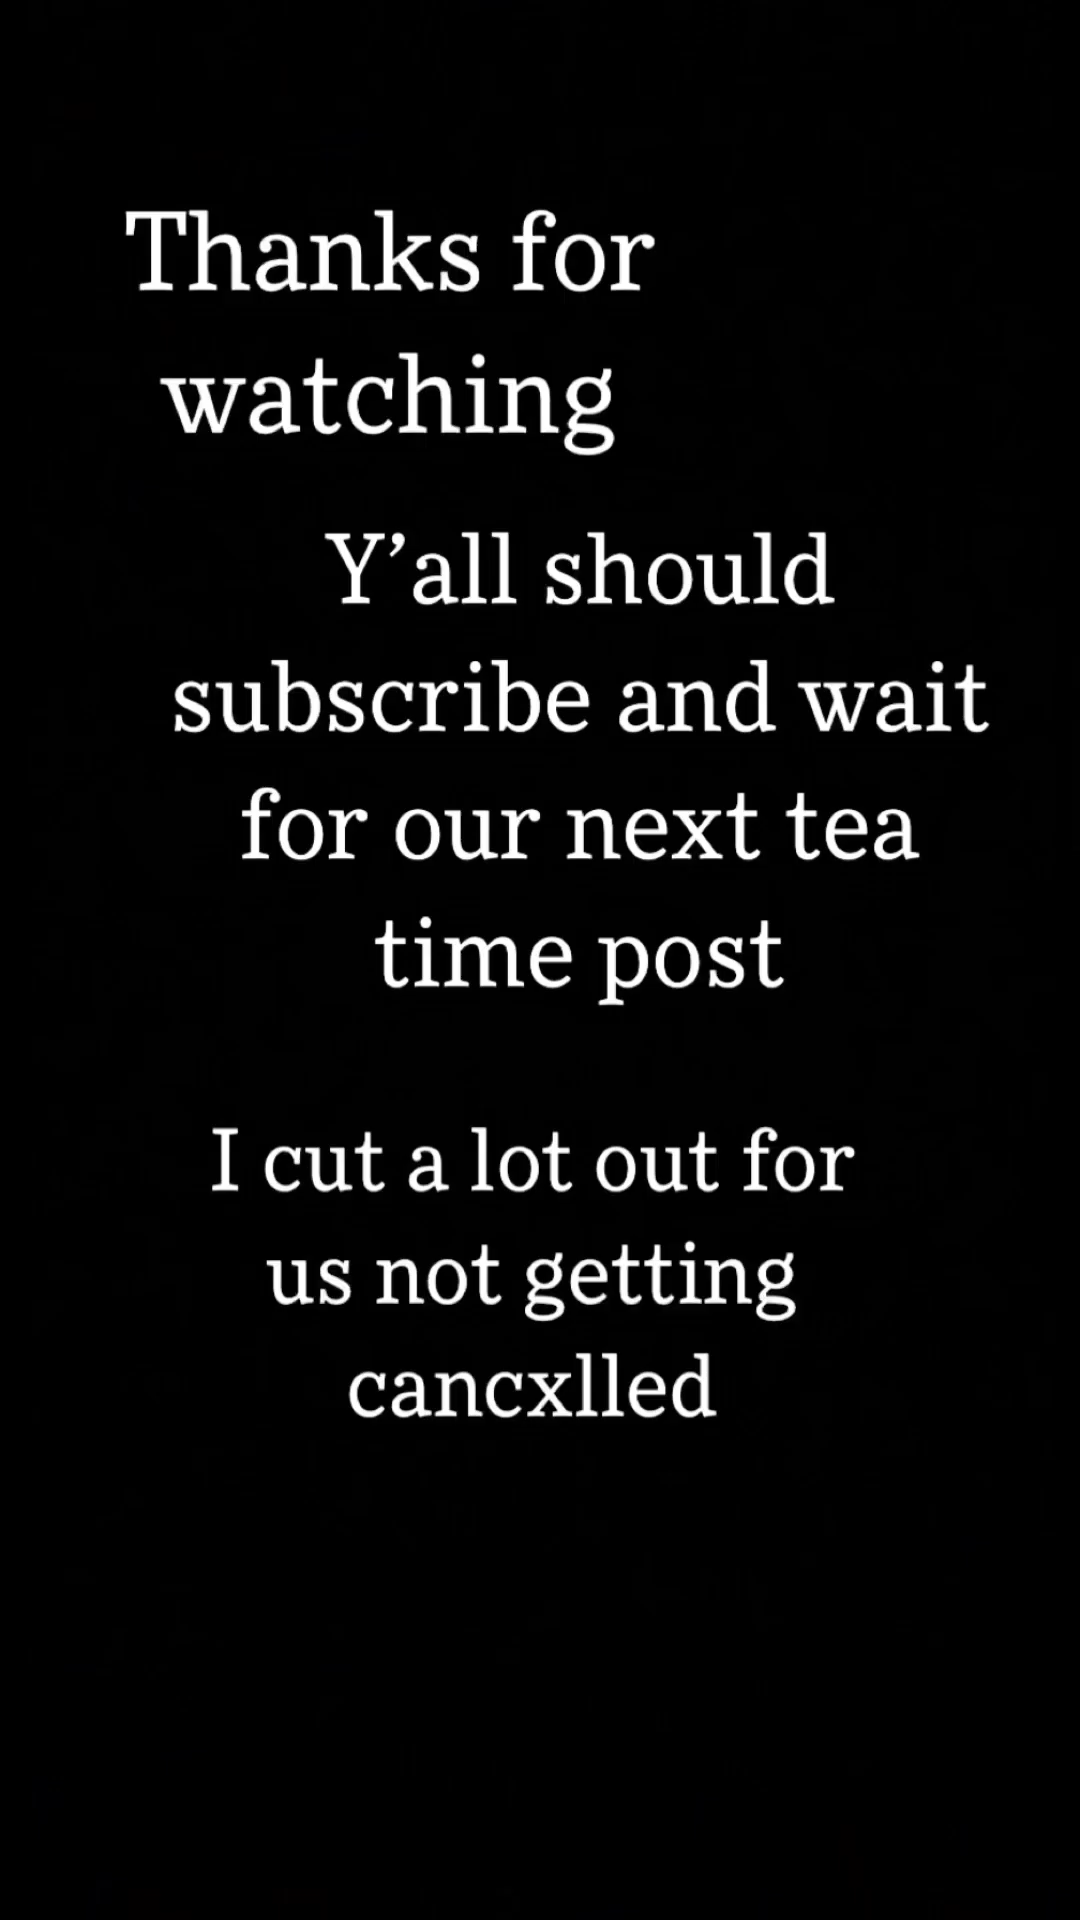 Thanks for
watching
Y’all should
subscribe and wait
for our next tea
time post
I cut a lot out for
us not getting
cancxlled